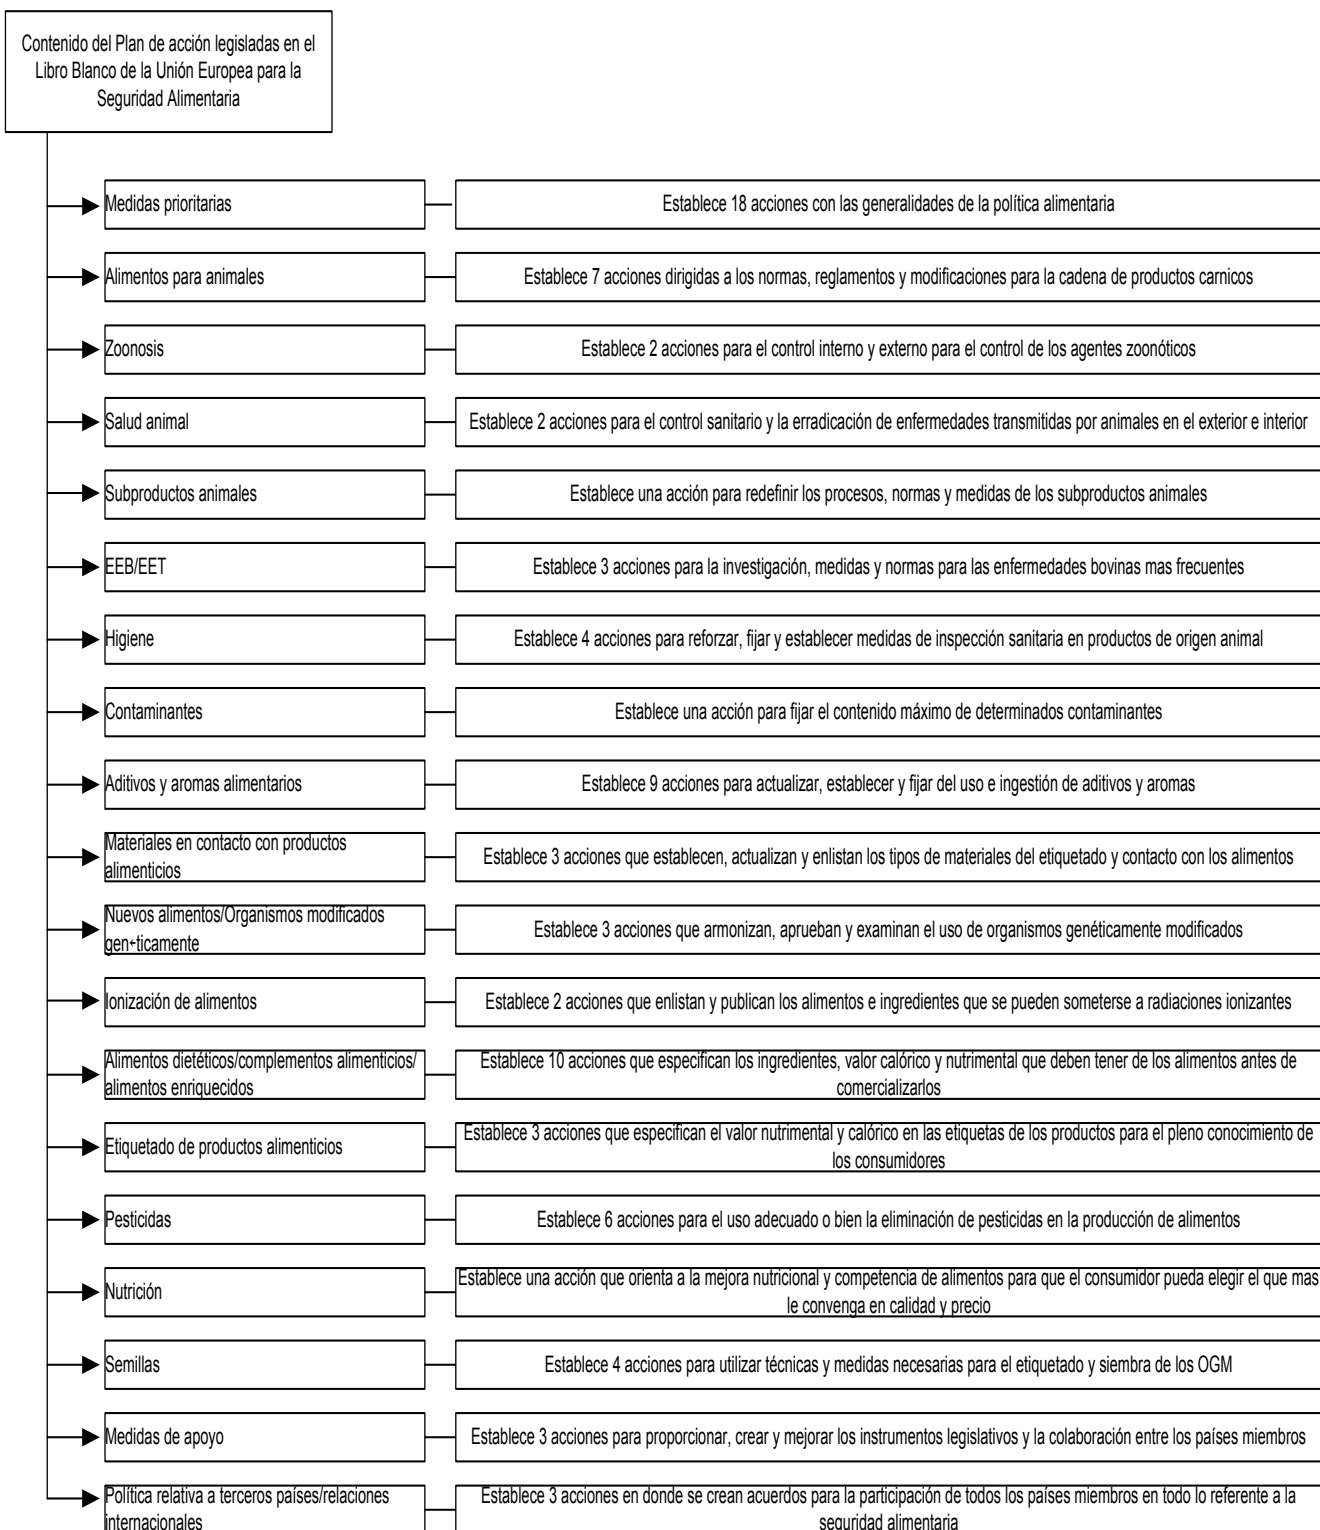 Contenido del Plan de acción legisladas en el
Libro Blanco de la Unión Europea para la
Seguridad Alimentaria
Medidas prioritarias
Establece 18 acciones con las generalidades de la política alimentaria
Alimentos para animales
Establece 7 acciones dirigidas a los normas, reglamentos y modificaciones para la cadena de productos carnicos
Zoonosis
Establece 2 acciones para el control interno y externo para el control de los agentes zoonóticos
Salud animal
Establece 2 acciones para el control sanitario y la erradicación de enfermedades transmitidas por animales en el exterior e interior
Subproductos animales
Establece una acción para redefinir los procesos, normas y medidas de los subproductos animales
EEB/EET
Establece 3 acciones para la investigación, medidas y normas para las enfermedades bovinas mas frecuentes
Higiene
Establece 4 acciones para reforzar, fijar y establecer medidas de inspección sanitaria en productos de origen animal
Contaminantes
Establece una acción para fijar el contenido máximo de determinados contaminantes
Aditivos y aromas alimentarios
Establece 9 acciones para actualizar, establecer y fijar del uso e ingestión de aditivos y aromas
Materiales en contacto con productos
alimenticios
Establece 3 acciones que establecen, actualizan y enlistan los tipos de materiales del etiquetado y contacto con los alimentos
Nuevos alimentos/Organismos modificados
gen+ticamente
Establece 3 acciones que armonizan, aprueban y examinan el uso de organismos genéticamente modificados
Ionización de alimentos
Establece 2 acciones que enlistan y publican los alimentos e ingredientes que se pueden someterse a radiaciones ionizantes
Alimentos dietéticos/complementos alimenticios/
alimentos enriquecidos
Establece 10 acciones que especifican los ingredientes, valor calórico y nutrimental que deben tener de los alimentos antes de
comercializarlos
Etiquetado de productos alimenticios
Establece 3 acciones que especifican el valor nutrimental y calórico en las etiquetas de los productos para el pleno conocimiento de
los consumidores
Pesticidas
Establece 6 acciones para el uso adecuado o bien la eliminación de pesticidas en la producción de alimentos
Nutrición
Establece una acción que orienta a la mejora nutricional y competencia de alimentos para que el consumidor pueda elegir el que mas
le convenga en calidad y precio
Semillas
Establece 4 acciones para utilizar técnicas y medidas necesarias para el etiquetado y siembra de los OGM
Medidas de apoyo
Establece 3 acciones para proporcionar, crear y mejorar los instrumentos legislativos y la colaboración entre los países miembros
Política relativa a terceros países/relaciones
internacionales
Establece 3 acciones en donde se crean acuerdos para la participación de todos los países miembros en todo lo referente a la
seguridad alimentaria